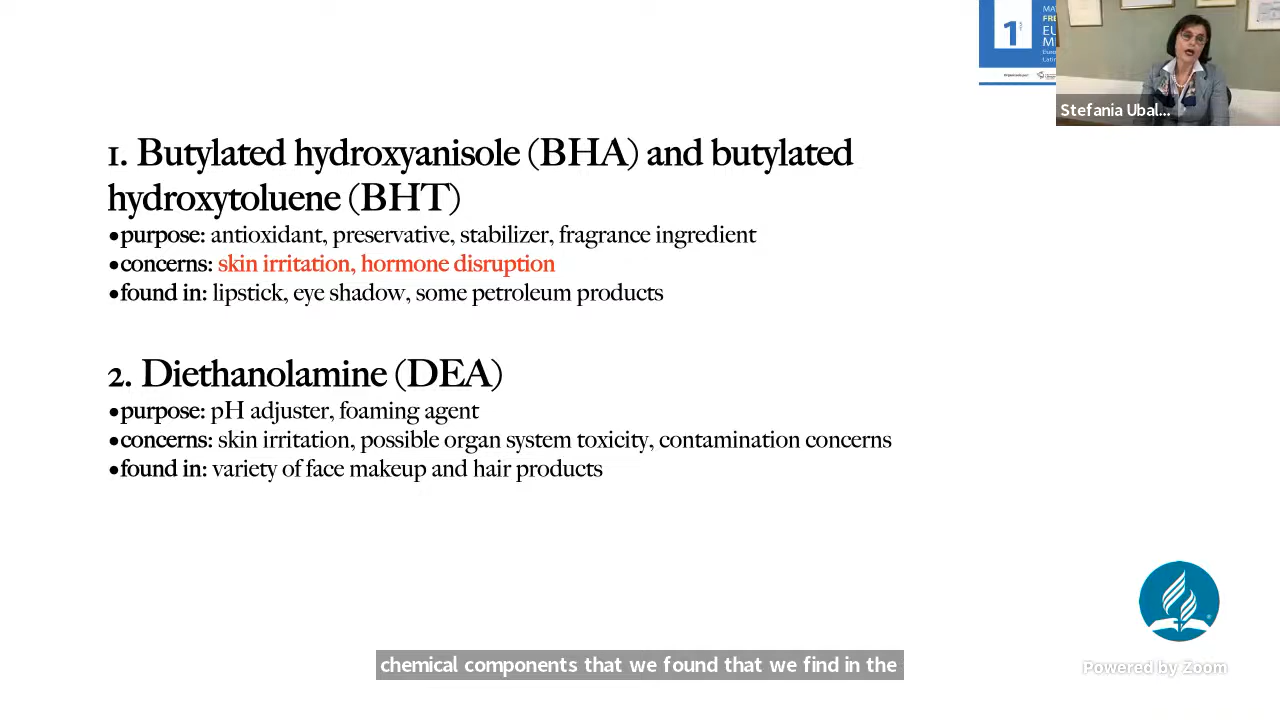 1
Stefania Ubal...
1. Butylated hydroxyanisole (BHA) and butylated
hydroxytoluene (BHT)
•purpose: antioxidant, preservative, stabilizer, fragrance ingredient
•concerns: skin irritation, hormone disruption
•found in: lipstick, eye shadow, some petroleum products
2. Diethanolamine (DEA)
•purpose: pH adjuster, foaming agent
•concerns: skin irritation, possible organ system toxicity, contamination concerns
•found in: variety of face makeup and hair products
chemical components that we found that we find in the
Powered by Zoom